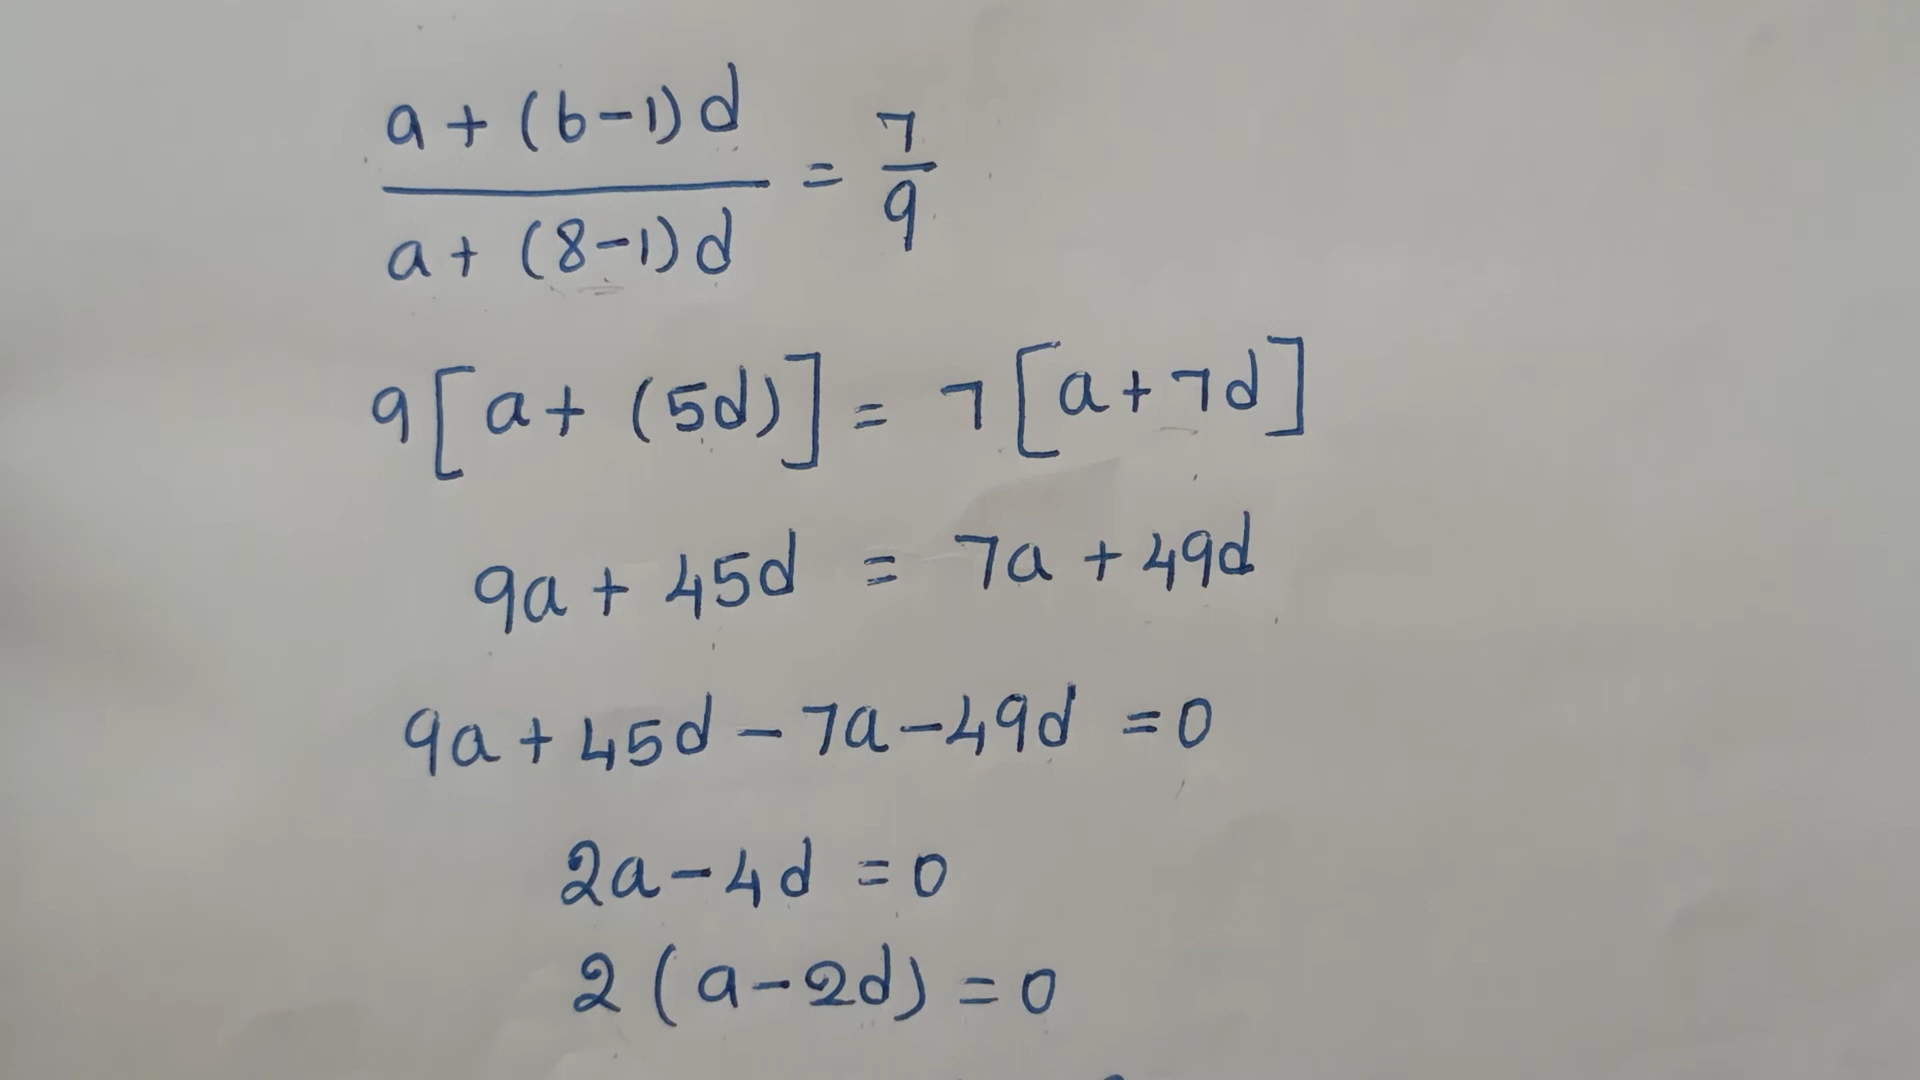 a + (6-1)d / a + (8-1)d = 7/9
9[a + (5d)] = 7[a+7d]
9a + 45d = 7a + 49d
9a + 45d - 7a - 49d = 0
2a - 4d = 0
2(a-2d) = 0